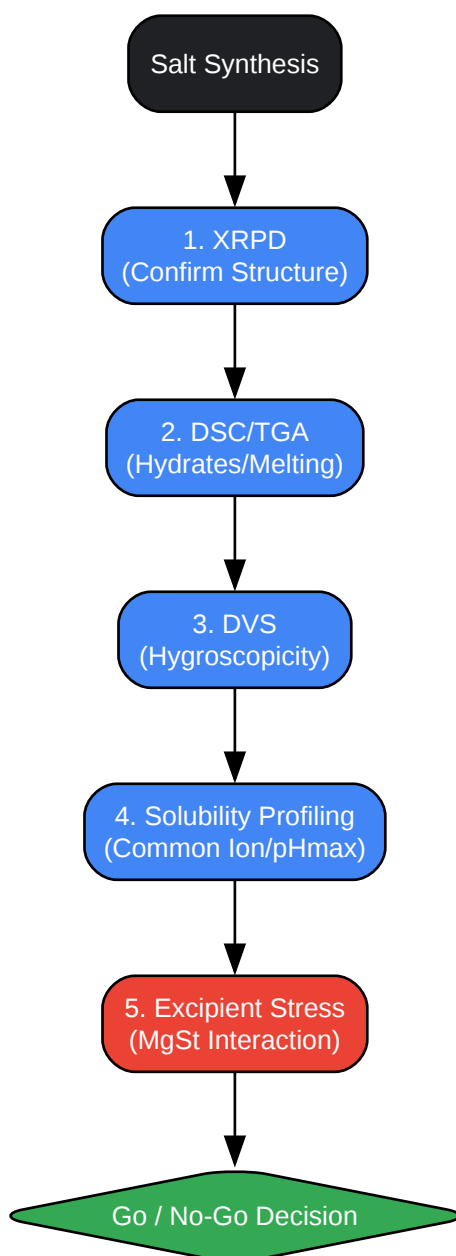 Salt Synthesis
1. XRPD
(Confirm Structure)
2. DSC/TGA
(Hydrates/Melting)
3. DVS
(Hygroscopicity)
4. Solubility Profiling
(Common Ion/pHmax)
5. Excipient Stress
(MgSt Interaction)
Go / No-Go Decision